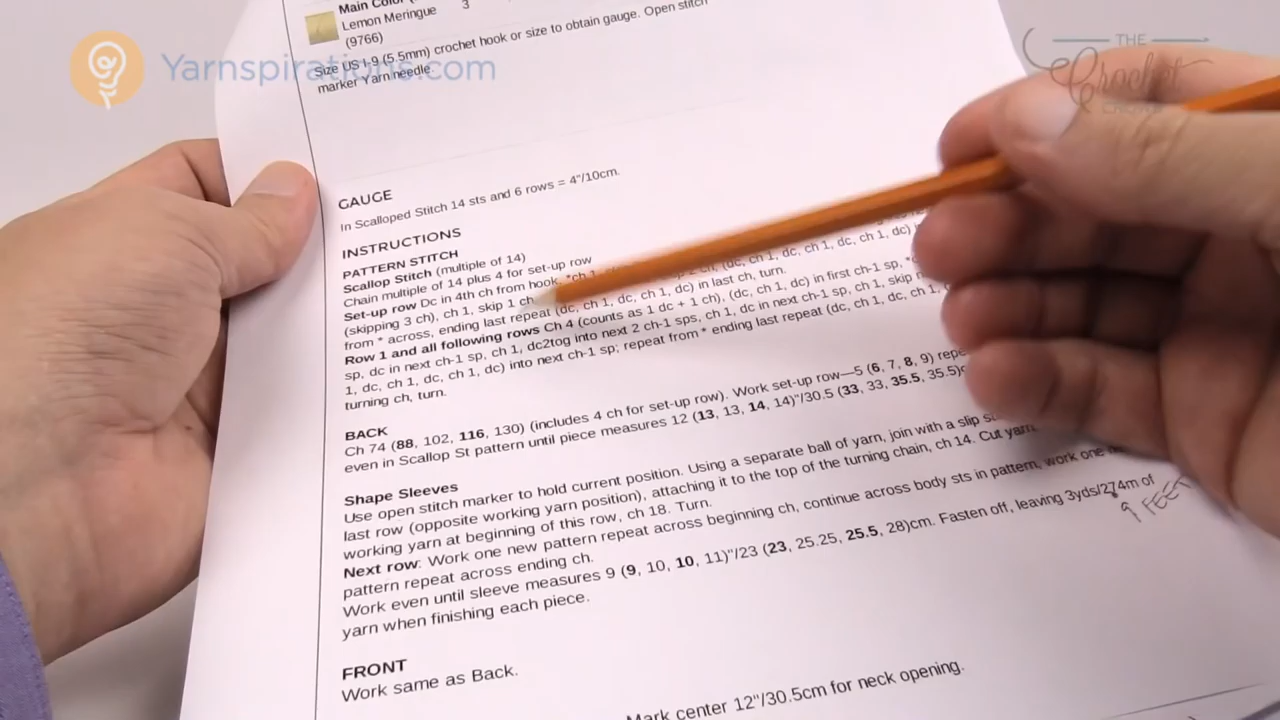 Main Color
Lemon Meringue 3
(9766)
Size US I-9 (5.5mm) crochet hook or size to obtain gauge. Open stitch
marker Yarn needle.
Yarnspirations.com
THE
Crochet
GAUGE
In Scalloped Stitch 14 sts and 6 rows = 4"/10cm.
INSTRUCTIONS
PATTERN STITCH
Scallop Stitch (multiple of 14)
Chain multiple of 14 plus 4 for set-up row
Set-up row Dc in 4th ch from hook, *ch 1, ch, (dc, ch 1, dc, ch 1, dc, ch 1, dc)
(skipping 3 ch), ch 1, skip 1 ch
from * across, ending last repeat (dc, ch 1, dc, ch 1, dc) in last ch, turn.
Row 1 and all following rows Ch 4 (counts as 1 dc + 1 ch), (dc, ch 1, dc) in first ch-1 sp,
sp, dc in next ch-1 sp, ch 1, dc2tog into next 2 ch-1 sps, ch 1, dc in next ch-1 sp, ch 1, skip
1, dc, ch 1, dc, ch 1, dc) into next ch-1 sp; repeat from * ending last repeat (dc, ch 1, dc, ch 1,
turning ch, turn.
BACK
Ch 74 (88, 102, 116, 130) (includes 4 ch for set-up row). Work set-up row—5 (6, 7, 8, 9)
even in Scallop St pattern until piece measures 12 (13, 13, 14, 14)"/30.5 (33, 33, 35.5, 35.5)
Shape Sleeves
Use open stitch marker to hold current position. Using a separate ball of yarn, join with a slip
last row (opposite working yarn position), attaching it to the top of the turning chain, ch 14. Cut yarn.
working yarn at beginning of this row, ch 18. Turn.
Next row: Work one new pattern repeat across beginning ch, continue across body sts in pattern, work one
pattern repeat across ending ch.
Work even until sleeve measures 9 (9, 10, 10, 11)"/23 (23, 25.25, 25.5, 28)cm. Fasten off, leaving 3yds/274m of
yarn when finishing each piece.
9 FEET
FRONT
Work same as Back.
Mark center 12"/30.5cm for neck opening.